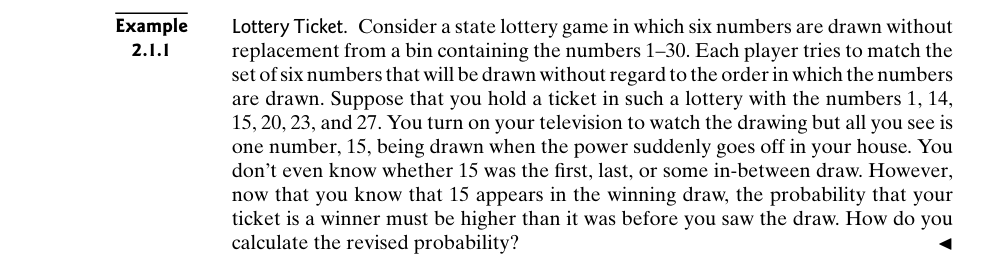 Example
2.1.1
Lottery Ticket. Consider a state lottery game in which six numbers are drawn without
replacement from a bin containing the numbers 1–30. Each player tries to match the
set of six numbers that will be drawn without regard to the order in which the numbers
are drawn. Suppose that you hold a ticket in such a lottery with the numbers 1, 14,
15, 20, 23, and 27. You turn on your television to watch the drawing but all you see is
one number, 15, being drawn when the power suddenly goes off in your house. You
don’t even know whether 15 was the first, last, or some in-between draw. However,
now that you know that 15 appears in the winning draw, the probability that your
ticket is a winner must be higher than it was before you saw the draw. How do you
calculate the revised probability?